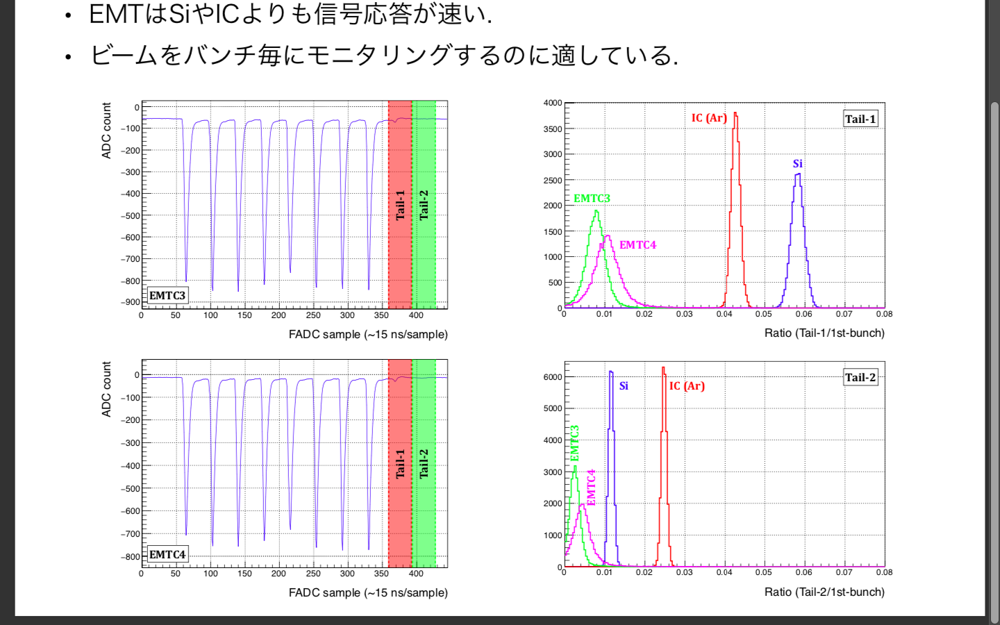 • EMTはSiやICよりも信号応答が速い.
• ビームをバンチ毎にモニタリングするのに適している.
ADC count
0
−100
−200
−300
−400
−500
−600
−700
−800
−900
EMTC3
Tail-1
Tail-2
0 50 100 150 200 250 300 350 400
FADC sample (~15 ns/sample)
4000
3500
3000
2500
2000
1500
1000
500
0
IC (Ar)
Tail-1
Si
EMTC3
EMTC4
0 0.01 0.02 0.03 0.04 0.05 0.06 0.07 0.08
Ratio (Tail-1/1st-bunch)
ADC count
0
−100
−200
−300
−400
−500
−600
−700
−800
EMTC4
Tail-1
Tail-2
0 50 100 150 200 250 300 350 400
FADC sample (~15 ns/sample)
6000
5000
4000
3000
2000
1000
0
Tail-2
Si
IC (Ar)
EMTC3
EMTC4
0 0.01 0.02 0.03 0.04 0.05 0.06 0.07 0.08
Ratio (Tail-2/1st-bunch)